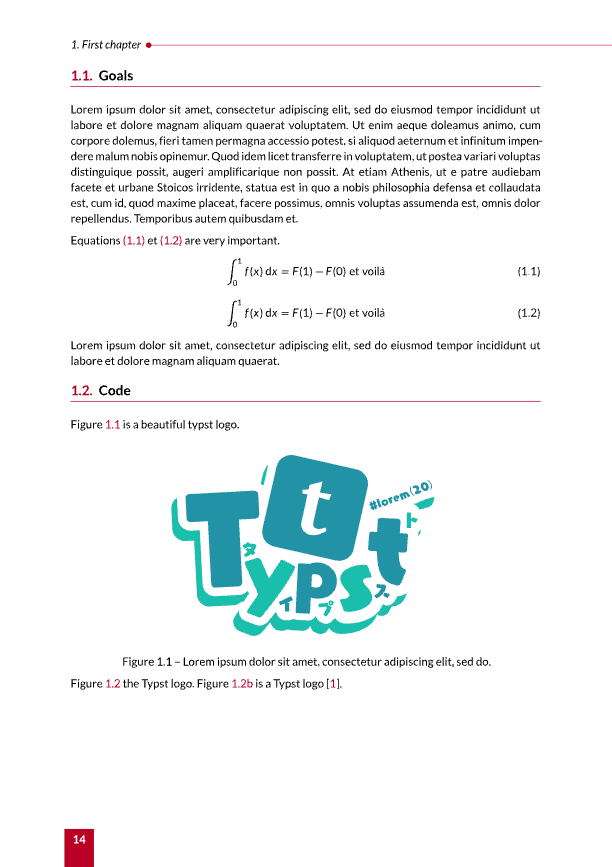 1. First chapter
1.1. Goals
Lorem ipsum dolor sit amet, consectetur adipiscing elit, sed do eiusmod tempor incididunt ut
labore et dolore magnam aliquam quaerat voluptatem. Ut enim aeque doleamus animo, cum
corpore dolemus, fieri tamen permagna accessio potest, si aliquod aeternum et infinitum impen-
dere malum nobis opinemur. Quod idem licet transferre in voluptatem, ut postea variari voluptas
distinguique possit, augeri amplificarique non possit. At etiam Athenis, ut e patre audiebam
facete et urbane Stoicos irridente, statua est in quo a nobis philosophia defensa et collaudata
est, cum id, quod maxime placeat, facere possimus, omnis voluptas assumenda est, omnis dolor
repellendus. Temporibus autem quibusdam et.
Equations (1.1) et (1.2) are very important.
∫₀¹ f(x) dx = F(1) − F(0) et voilà (1.1)
∫₀¹ f(x) dx = F(1) − F(0) et voilà (1.2)
Lorem ipsum dolor sit amet, consectetur adipiscing elit, sed do eiusmod tempor incididunt ut
labore et dolore magnam aliquam quaerat.
1.2. Code
Figure 1.1 is a beautiful typst logo.
t
#lorem(20)
Typst
タイプスト
t
Figure 1.1 – Lorem ipsum dolor sit amet, consectetur adipiscing elit, sed do.
Figure 1.2 the Typst logo. Figure 1.2b is a Typst logo [1].
14